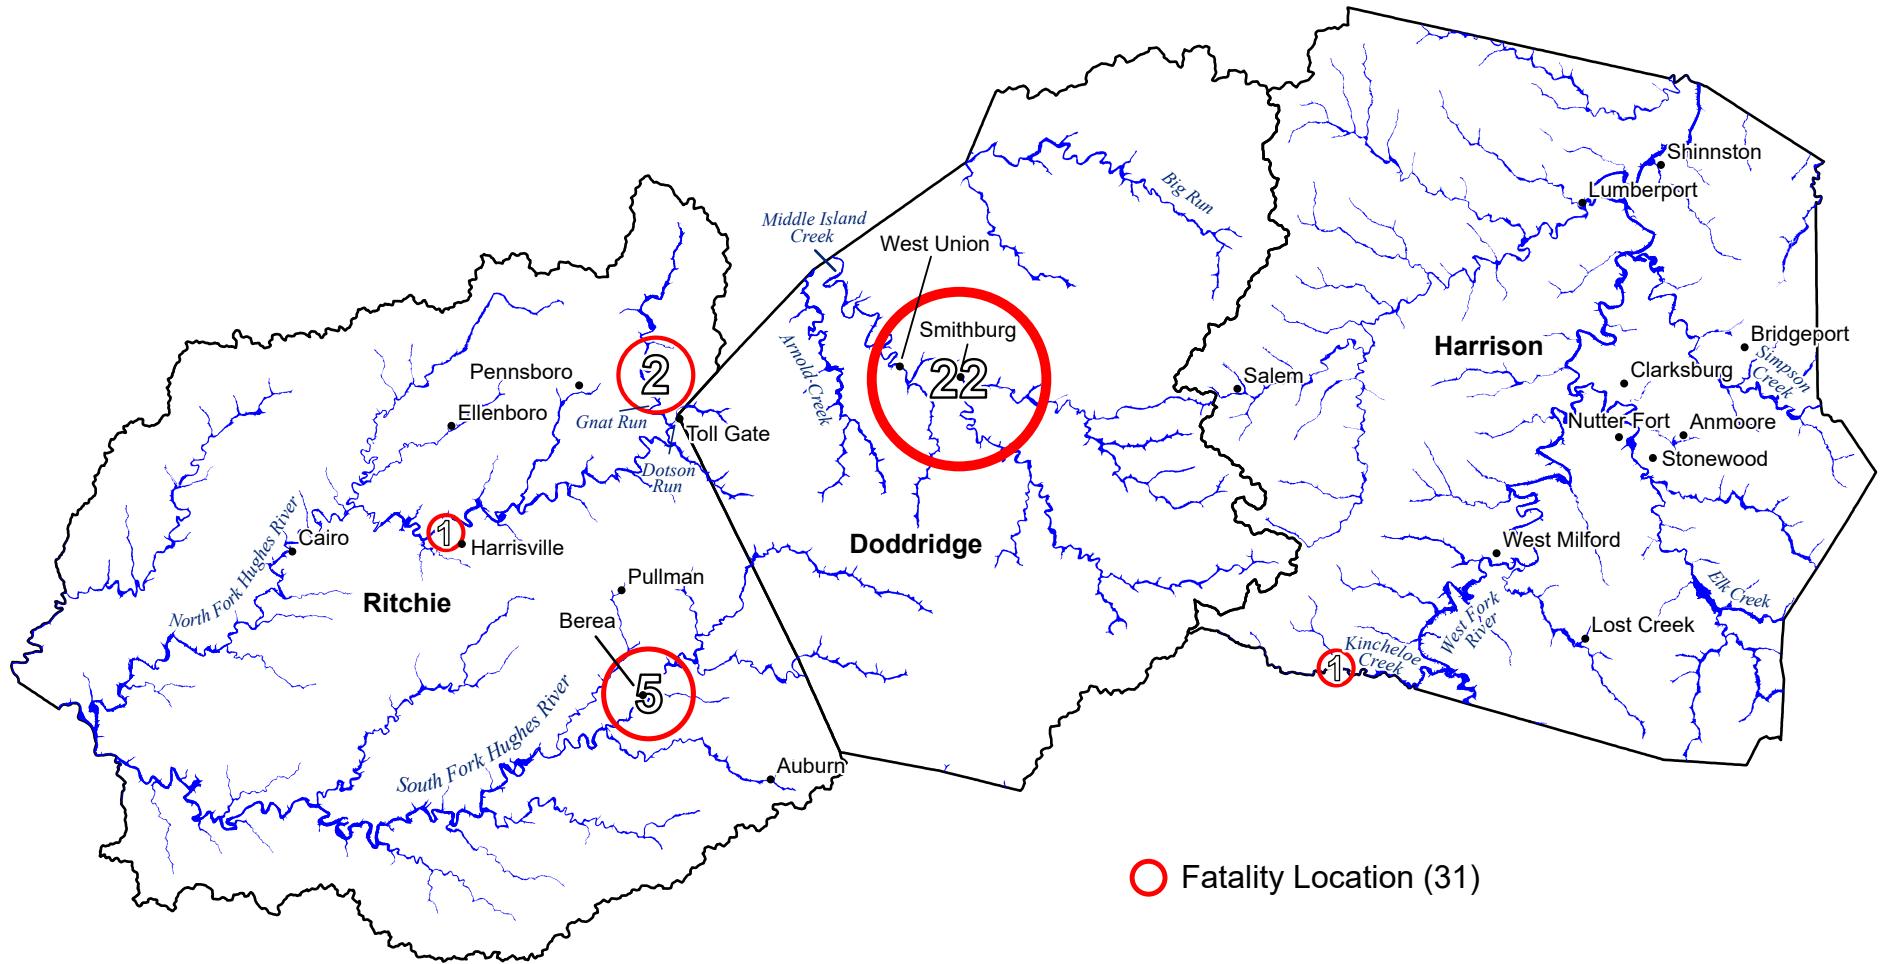 Shinnston
Lumberport
Big Run
Middle Island
Creek
West Union
Smithburg
22
Bridgeport
Harrison
Simpson
Creek
Arnold Creek
Pennsboro
2
Salem
Clarksburg
Ellenboro
Gnat Run
Toll Gate
Nutter Fort
Anmoore
Stonewood
Dotson
Run
North Fork Hughes River
Cairo
1
Harrisville
Doddridge
West Milford
Pullman
Ritchie
Berea
Elk Creek
West Fork
River
Lost Creek
Kincheloe
Creek
1
5
South Fork Hughes River
Auburn
Fatality Location (31)